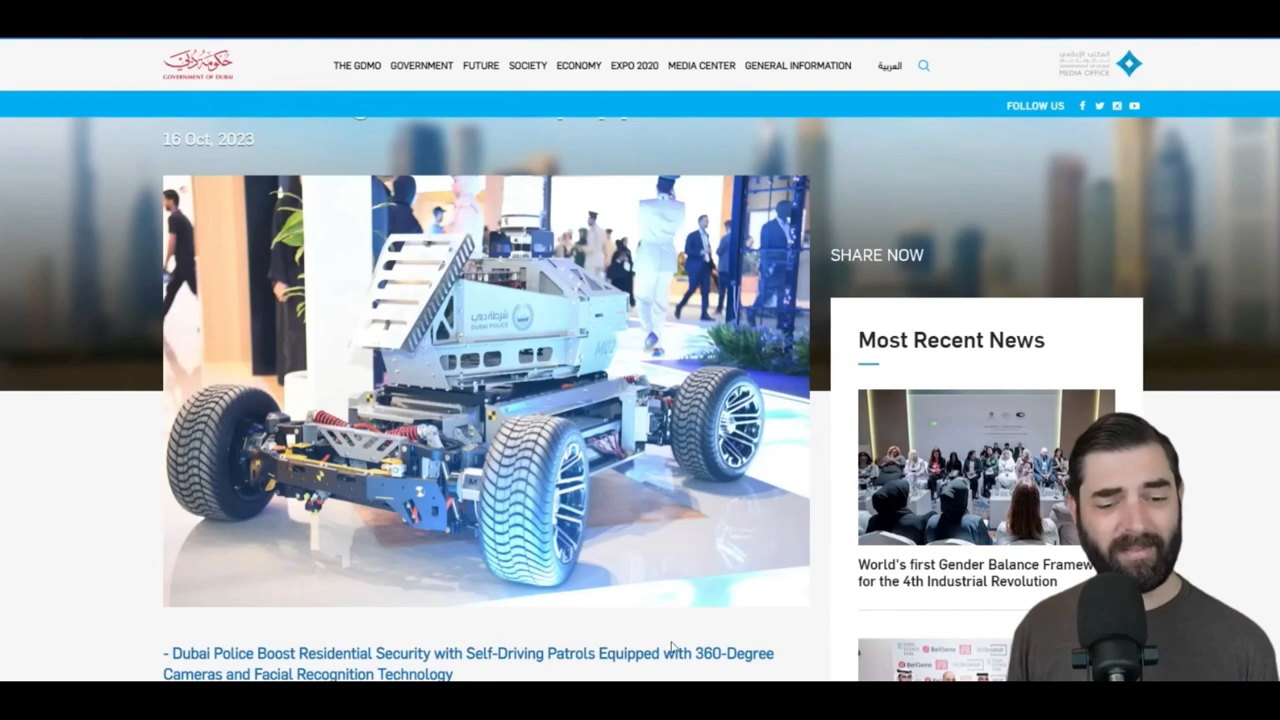 حكومة دبي
GOVERNMENT OF DUBAI
THE GDMO GOVERNMENT FUTURE SOCIETY ECONOMY EXPO 2020 MEDIA CENTER GENERAL INFORMATION العربية
MEDIA OFFICE
FOLLOW US
16 Oct, 2023
شرطة دبي
DUBAI POLICE
SHARE NOW
Most Recent News
World's first Gender Balance Framew
for the 4th Industrial Revolution
- Dubai Police Boost Residential Security with Self-Driving Patrols Equipped with 360-Degree
Cameras and Facial Recognition Technology
BeiGene